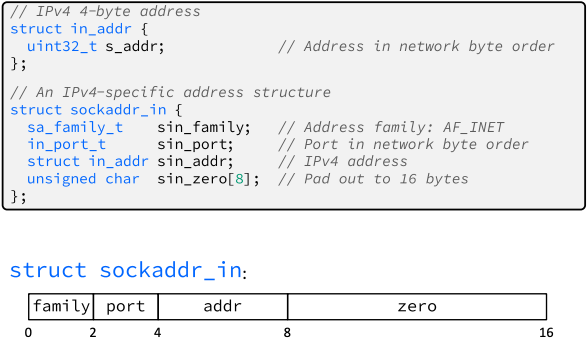 // IPv4 4-byte address
struct in_addr {
  uint32_t s_addr;             // Address in network byte order
};

// An IPv4-specific address structure
struct sockaddr_in {
  sa_family_t    sin_family;   // Address family: AF_INET
  in_port_t      sin_port;     // Port in network byte order
  struct in_addr sin_addr;     // IPv4 address
  unsigned char  sin_zero[8];  // Pad out to 16 bytes
};

struct sockaddr_in:
family port addr zero
0 2 4 8 16